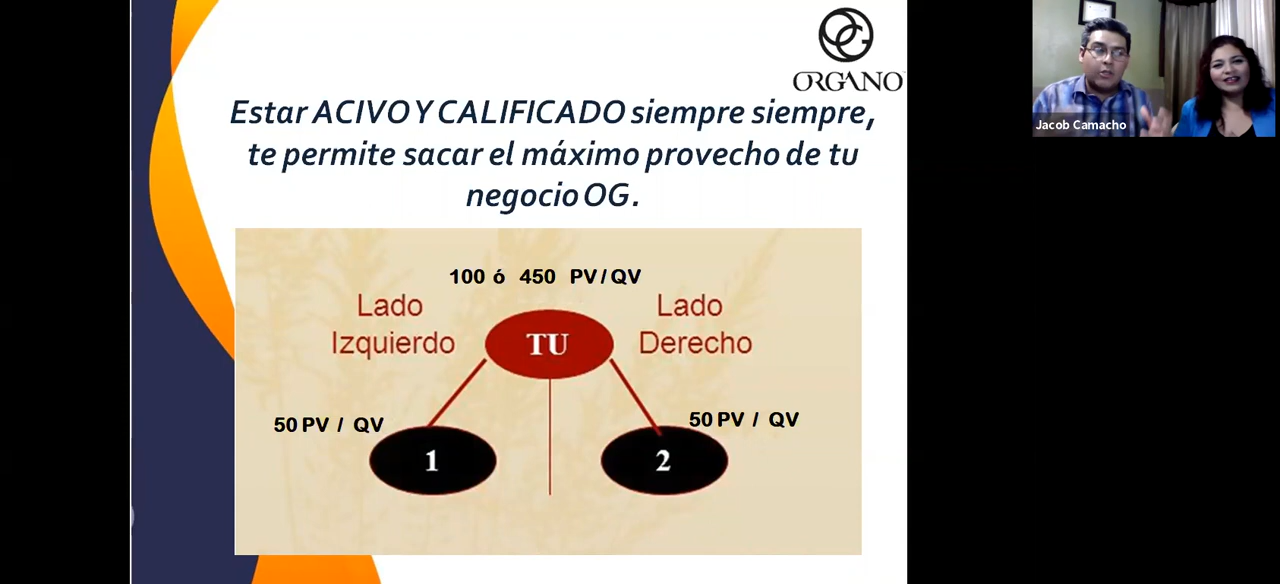 ORGANO
Estar ACIVO Y CALIFICADO siempre siempre,
te permite sacar el máximo provecho de tu
negocio OG.
100 ó 450 PV / QV
Lado
Izquierdo
TU
Lado
Derecho
50 PV / QV
50 PV / QV
1
2
Jacob Camacho